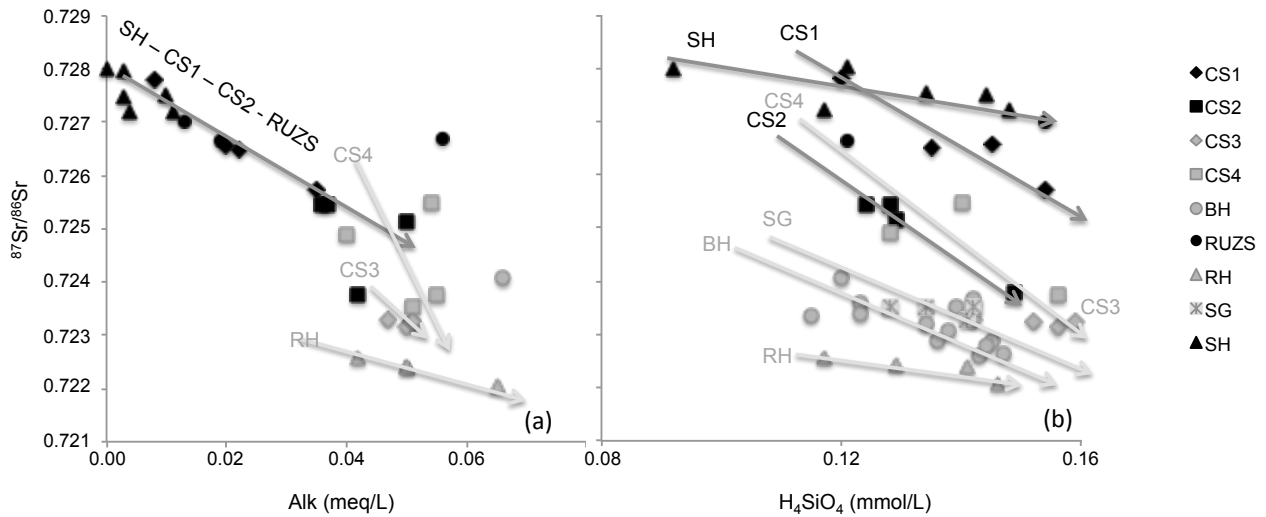 0.729
0.728
0.727
0.726
0.725
0.724
0.723
0.722
0.721
⁸⁷Sr/⁸⁶Sr
SH – CS1 – CS2 - RUZS
CS4
CS3
RH
(a)
0.00
0.02
0.04
0.06
Alk (meq/L)
SH
CS1
CS4
CS2
SG
BH
CS3
RH
(b)
0.08
0.12
0.16
H₄SiO₄ (mmol/L)
CS1
CS2
CS3
CS4
BH
RUZS
RH
SG
SH